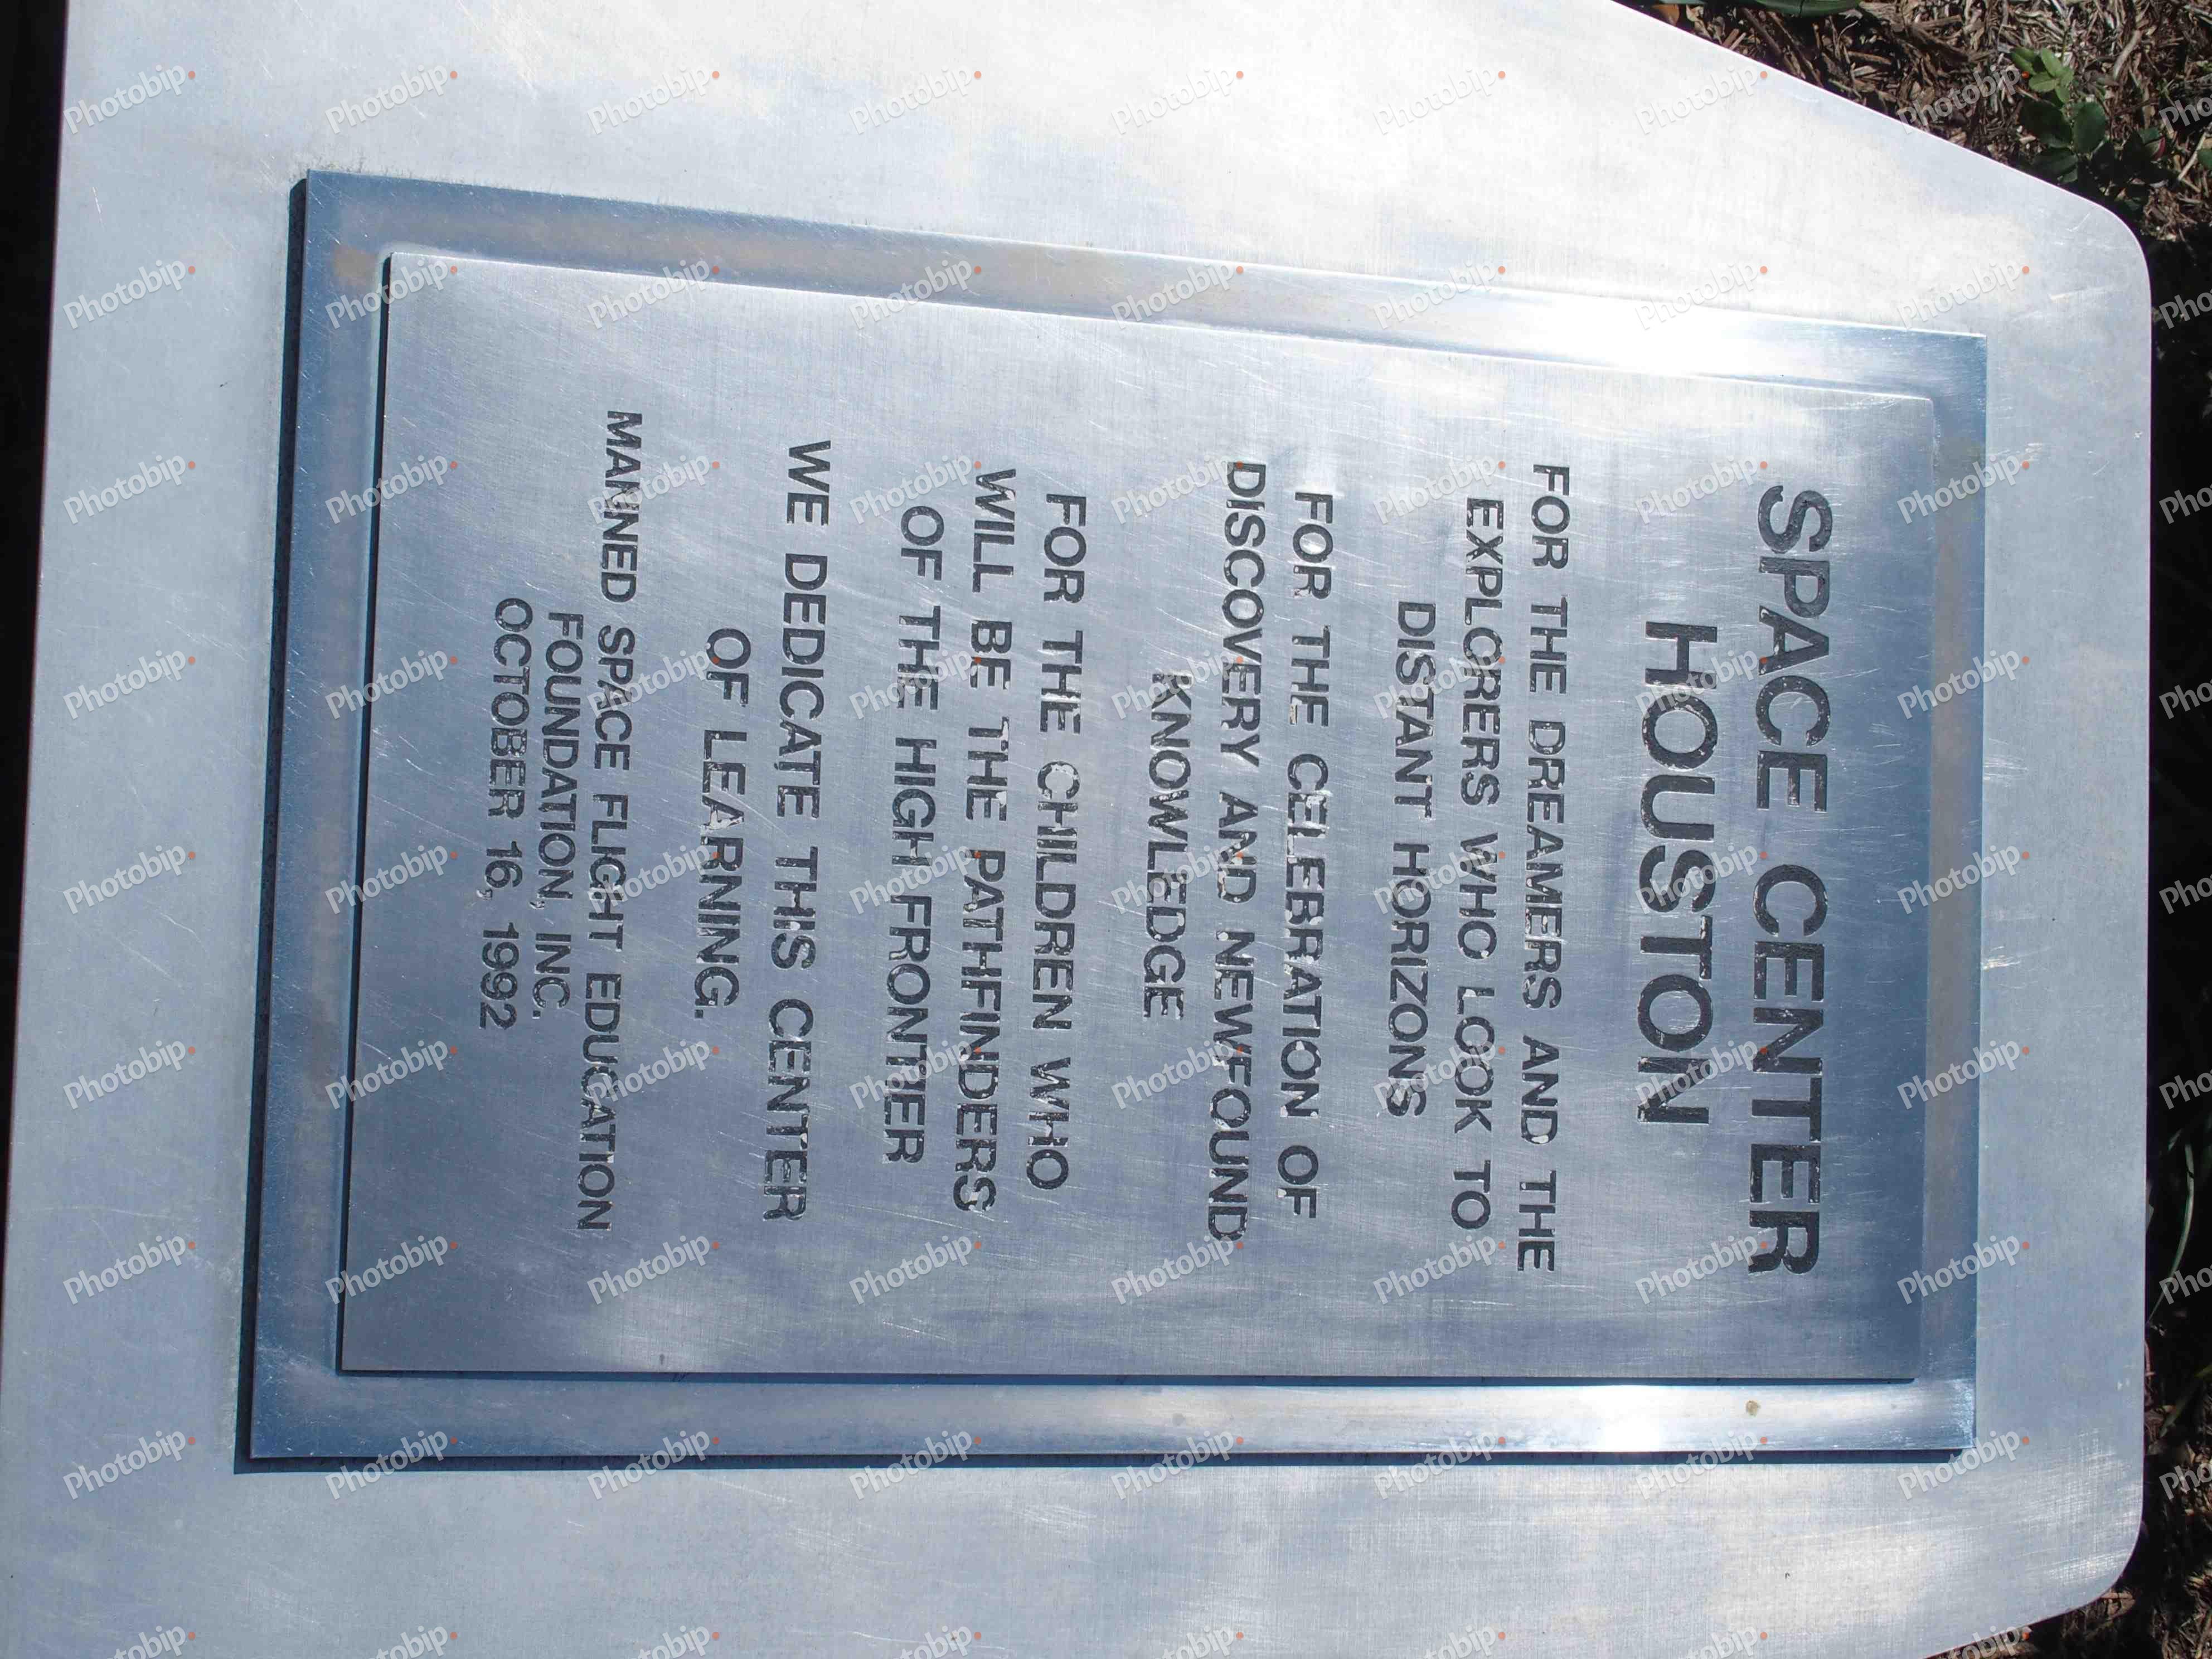 SPACE CENTER
HOUSTON
FOR THE DREAMERS AND THE
EXPLORERS WHO LOOK TO
DISTANT HORIZONS
FOR THE CELEBRATION OF
DISCOVERY AND NEWFOUND
KNOWLEDGE
FOR THE CHILDREN WHO
WILL BE THE PATHFINDERS
OF THE HIGH FRONTIER
WE DEDICATE THIS CENTER
OF LEARNING.
MANNED SPACE FLIGHT EDUCATION
FOUNDATION, INC.
OCTOBER 16, 1992
Photobip